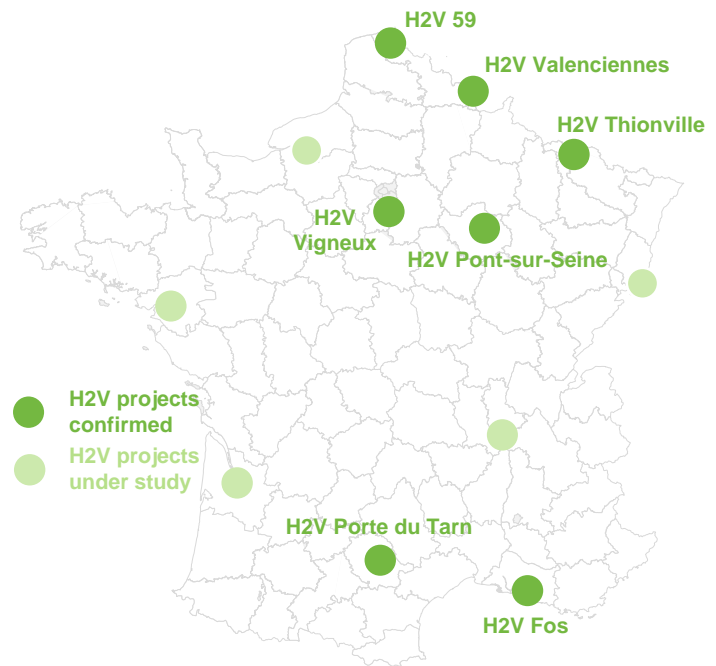 H2V 59
H2V Valenciennes
H2V Thionville
H2V
Vigneux
H2V Pont-sur-Seine
H2V projects
confirmed
H2V projects
under study
H2V Porte du Tarn
H2V Fos